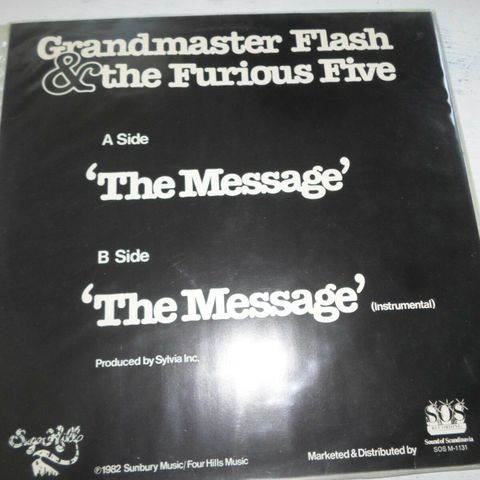 Grandmaster Flash
& the Furious Five
A Side
‘The Message’
B Side
‘The Message’ (Instrumental)
Produced by Sylvia Inc.
Sugar Hill
℗1982 Sunbury Music/Four Hills Music
Marketed & Distributed by
SOS
RECORDINGS
Sound of Scandinavia
SOS M-1131